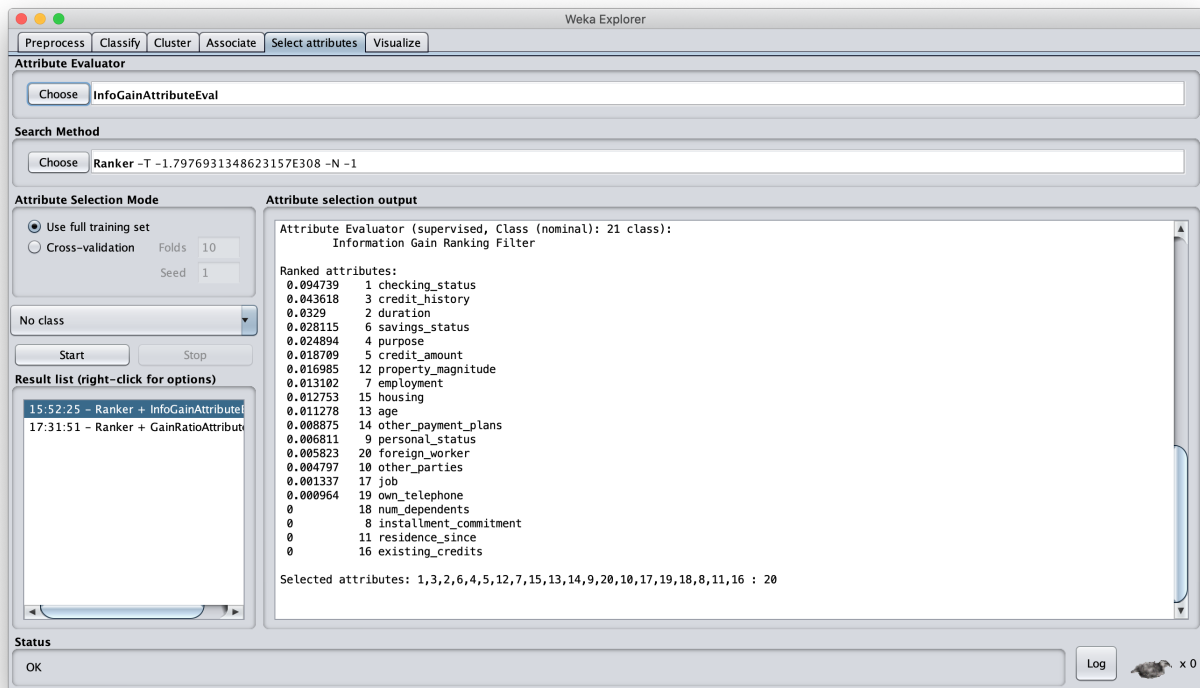 Weka Explorer
Preprocess Classify Cluster Associate Select attributes Visualize
Attribute Evaluator
Choose InfoGainAttributeEval
Search Method
Choose Ranker -T -1.7976931348623157E308 -N -1
Attribute Selection Mode
Use full training set
Cross-validation Folds 10
Seed 1
No class
Start Stop
Result list (right-click for options)
15:52:25 - Ranker + InfoGainAttributeE
17:31:51 - Ranker + GainRatioAttribut
Attribute selection output
Attribute Evaluator (supervised, Class (nominal): 21 class):
Information Gain Ranking Filter
Ranked attributes:
0.094739 1 checking_status
0.043618 3 credit_history
0.0329 2 duration
0.028115 6 savings_status
0.024894 4 purpose
0.018709 5 credit_amount
0.016985 12 property_magnitude
0.013102 7 employment
0.012753 15 housing
0.011278 13 age
0.008875 14 other_payment_plans
0.006811 9 personal_status
0.005823 20 foreign_worker
0.004797 10 other_parties
0.001337 17 job
0.000964 19 own_telephone
0 18 num_dependents
0 8 installment_commitment
0 11 residence_since
0 16 existing_credits
Selected attributes: 1,3,2,6,4,5,12,7,15,13,14,9,20,10,17,19,18,8,11,16 : 20
Status
OK
Log x 0